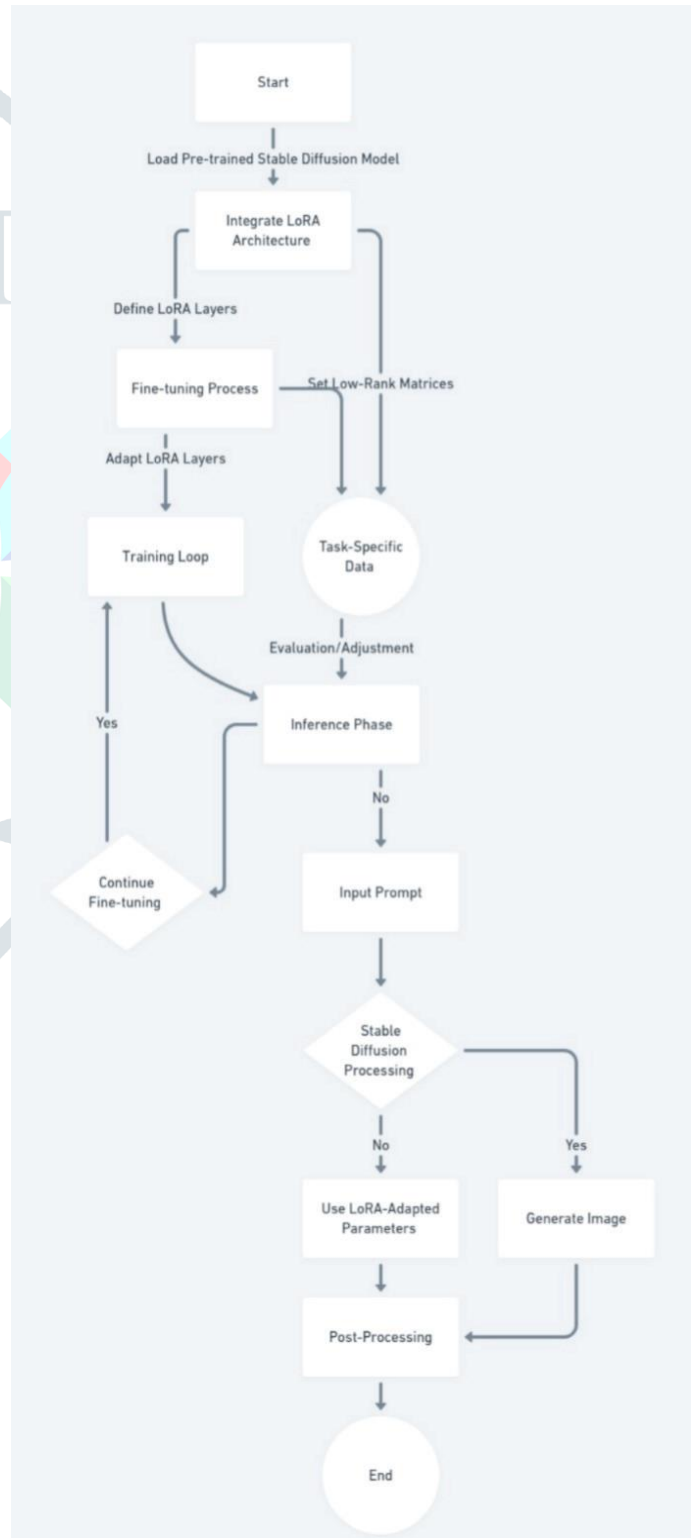 Start
Load Pre-trained Stable Diffusion Model
Integrate LoRA
Architecture
Define LoRA Layers
Fine-tuning Process
Set Low-Rank Matrices
Adapt LoRA Layers
Training Loop
Task-Specific
Data
Evaluation/Adjustment
Yes
Inference Phase
No
Continue
Fine-tuning
Input Prompt
Stable
Diffusion
Processing
No
Yes
Use LoRA-Adapted
Parameters
Generate Image
Post-Processing
End